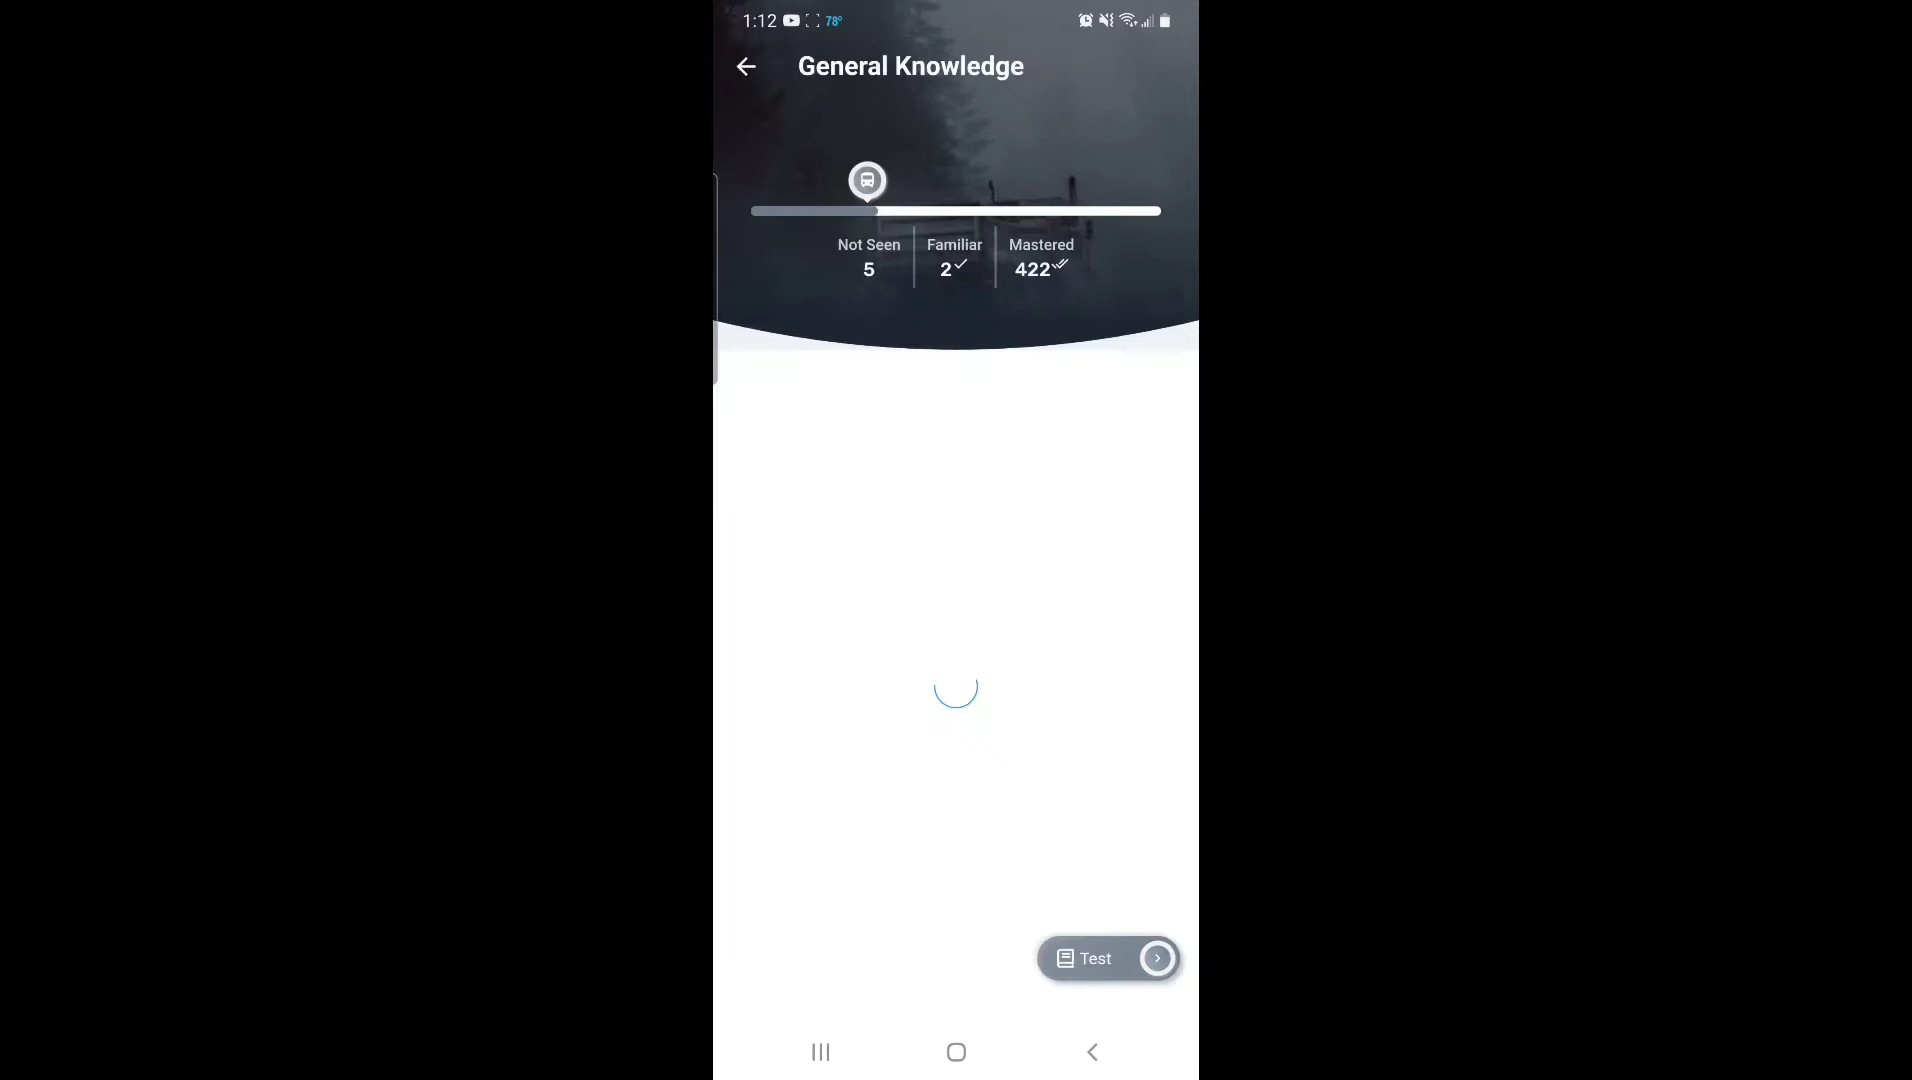 1:12 78°
General Knowledge
Not Seen Familiar Mastered
5 2 422
Test